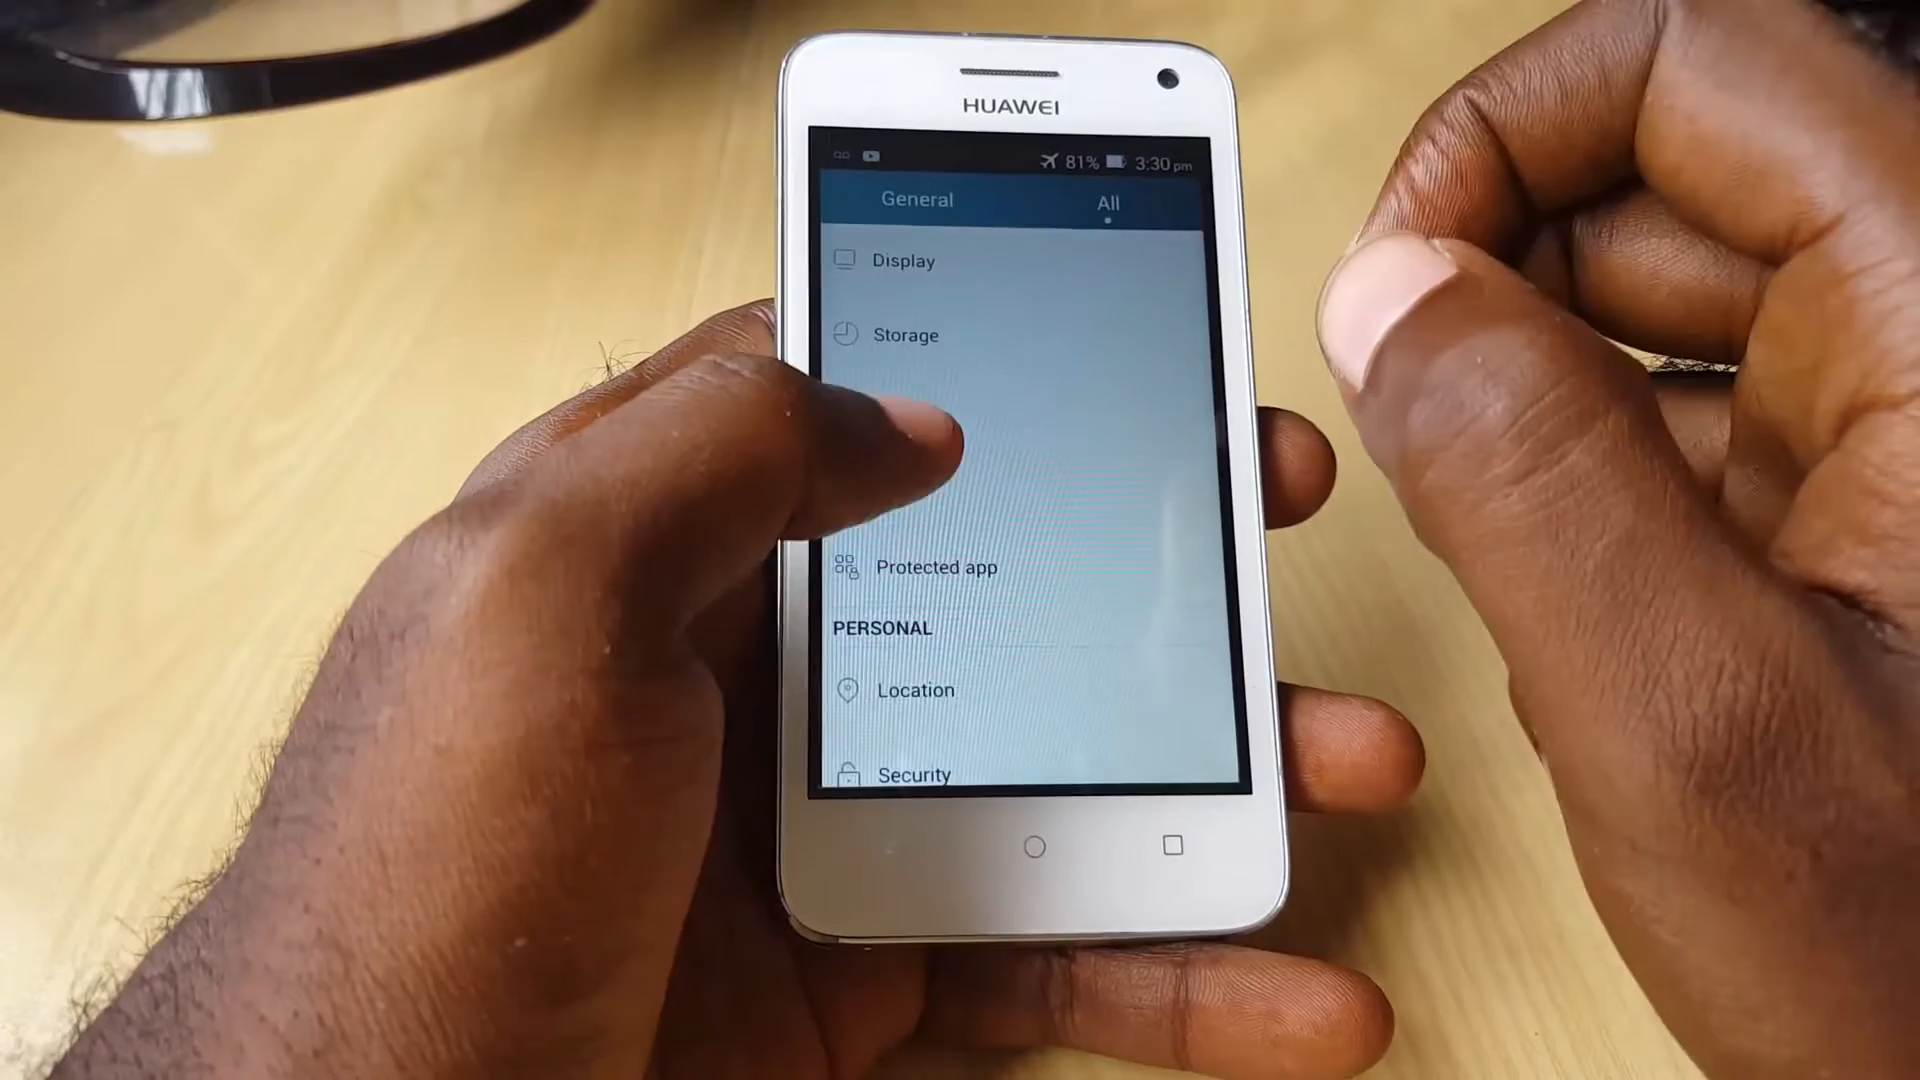 HUAWEI
81% 3:30 pm
General All
Display
Storage
Protected app
PERSONAL
Location
Security